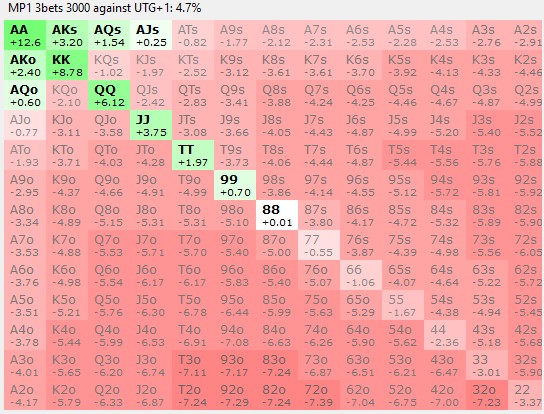 MP1 3bets 3000 against UTG+1: 4.7%
AA AKs AQs AJs ATs A9s A8s A7s A6s A5s A4s A3s A2s
+12.6 +3.20 +1.54 +0.25 -0.82 -1.77 -2.12 -2.31 -2.53 -2.28 -2.53 -2.76 -2.91
AKo KK KQs KJs KTs K9s K8s K7s K6s K5s K4s K3s K2s
+2.40 +8.78 -1.02 -1.97 -2.52 -3.12 -3.61 -3.61 -3.70 -3.92 -4.13 -4.33 -4.46
AQo KQo QQ QJs QTs Q9s Q8s Q7s Q6s Q5s Q4s Q3s Q2s
+0.60 -2.10 +6.12 -2.42 -2.83 -3.41 -3.88 -4.24 -4.25 -4.46 -4.67 -4.87 -4.99
AJo KJo QJo JJ JTs J9s J8s J7s J6s J5s J4s J3s J2s
-0.77 -3.11 -3.58 +3.75 -3.08 -3.66 -4.05 -4.43 -4.87 -4.99 -5.20 -5.40 -5.52
ATo KTo QTo JTo TT T9s T8s T7s T6s T5s T4s T3s T2s
-1.93 -3.71 -4.03 -4.28 +1.97 -3.73 -4.06 -4.44 -4.87 -5.44 -5.56 -5.76 -5.88
A9o K9o Q9o J9o T9o 99 98s 97s 96s 95s 94s 93s 92s
-2.95 -4.37 -4.66 -4.91 -4.99 +0.70 -3.86 -4.14 -4.55 -5.12 -5.72 -5.81 -5.92
A8o K8o Q8o J8o T8o 98o 88 87s 86s 85s 84s 83s 82s
-3.34 -4.89 -5.15 -5.31 -5.31 -5.10 +0.01 -3.80 -4.17 -4.72 -5.32 -5.89 -5.90
A7o K7o Q7o J7o T7o 97o 87o 77 76s 75s 74s 73s 72s
-3.53 -4.88 -5.53 -5.71 -5.70 -5.40 -5.00 -0.55 -3.87 -4.39 -4.98 -5.56 -6.05
A6o K6o Q6o J6o T6o 96o 86o 76o 66 65s 64s 63s 62s
-3.76 -4.98 -5.54 -6.17 -6.17 -5.83 -5.40 -5.07 -1.06 -4.07 -4.64 -5.22 -5.72
A5o K5o Q5o J5o T5o 95o 85o 75o 65o 55 54s 53s 52s
-3.51 -5.21 -5.76 -6.30 -6.78 -6.44 -5.99 -5.63 -5.29 -1.67 -4.38 -4.94 -5.45
A4o K4o Q4o J4o T4o 94o 84o 74o 64o 54o 44 43s 42s
-3.78 -5.44 -5.99 -6.53 -6.91 -7.08 -6.63 -6.26 -5.90 -5.62 -2.36 -5.18 -5.68
A3o K3o Q3o J3o T3o 93o 83o 73o 63o 53o 43o 33 32s
-4.01 -5.65 -6.20 -6.74 -7.11 -7.17 -7.24 -6.87 -6.51 -6.21 -6.47 -3.01 -5.90
A2o K2o Q2o J2o T2o 92o 82o 72o 62o 52o 42o 32o 22
-4.17 -5.79 -6.33 -6.87 -7.24 -7.29 -7.24 -7.39 -7.04 -6.75 -7.00 -7.23 -3.37